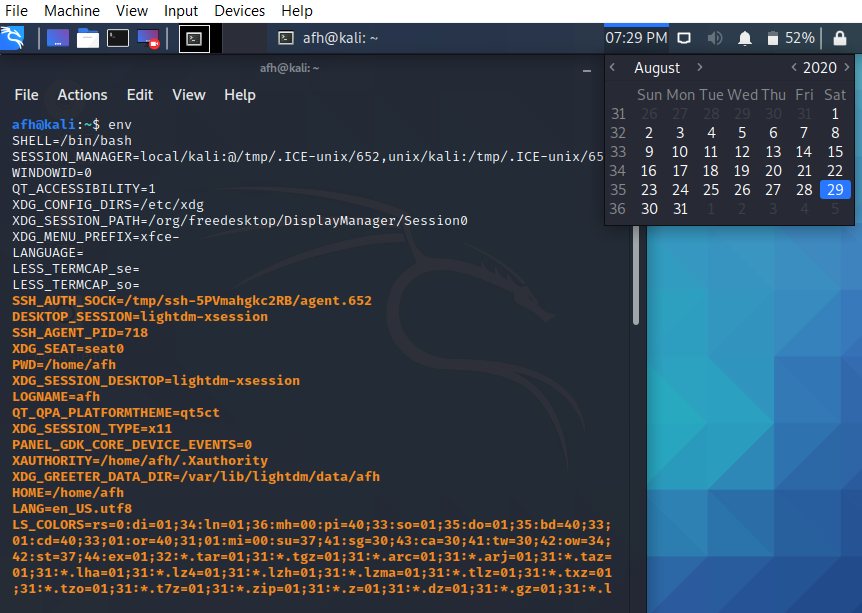 File Machine View Input Devices Help
afh@kali: ~ 07:29 PM 52%
afh@kali: ~
File Actions Edit View Help
August 2020
Sun Mon Tue Wed Thu Fri Sat
31 26 27 28 29 30 31 1
32 2 3 4 5 6 7 8
33 9 10 11 12 13 14 15
34 16 17 18 19 20 21 22
35 23 24 25 26 27 28 29
36 30 31 1 2 3 4 5
afh@kali:~$ env
SHELL=/bin/bash
SESSION_MANAGER=local/kali:@/tmp/.ICE-unix/652,unix/kali:/tmp/.ICE-unix/65
WINDOWID=0
QT_ACCESSIBILITY=1
XDG_CONFIG_DIRS=/etc/xdg
XDG_SESSION_PATH=/org/freedesktop/DisplayManager/Session0
XDG_MENU_PREFIX=xfce-
LANGUAGE=
LESS_TERMCAP_se=
LESS_TERMCAP_so=
SSH_AUTH_SOCK=/tmp/ssh-5PVmahgkc2RB/agent.652
DESKTOP_SESSION=lightdm-xsession
SSH_AGENT_PID=718
XDG_SEAT=seat0
PWD=/home/afh
XDG_SESSION_DESKTOP=lightdm-xsession
LOGNAME=afh
QT_QPA_PLATFORMTHEME=qt5ct
XDG_SESSION_TYPE=x11
PANEL_GDK_CORE_DEVICE_EVENTS=0
XAUTHORITY=/home/afh/.Xauthority
XDG_GREETER_DATA_DIR=/var/lib/lightdm/data/afh
HOME=/home/afh
LANG=en_US.utf8
LS_COLORS=rs=0:di=01;34:ln=01;36:mh=00:pi=40;33:so=01;35:do=01;35:bd=40;33;
01:cd=40;33;01:or=40;31;01:mi=00:su=37;41:sg=30;43:ca=30;41:tw=30;42:ow=34;
42:st=37;44:ex=01;32:*.tar=01;31:*.tgz=01;31:*.arc=01;31:*.arj=01;31:*.taz=
01;31:*.lha=01;31:*.lz4=01;31:*.lzh=01;31:*.lzma=01;31:*.tlz=01;31:*.txz=01
;31:*.tzo=01;31:*.t7z=01;31:*.zip=01;31:*.z=01;31:*.dz=01;31:*.gz=01;31:*.l